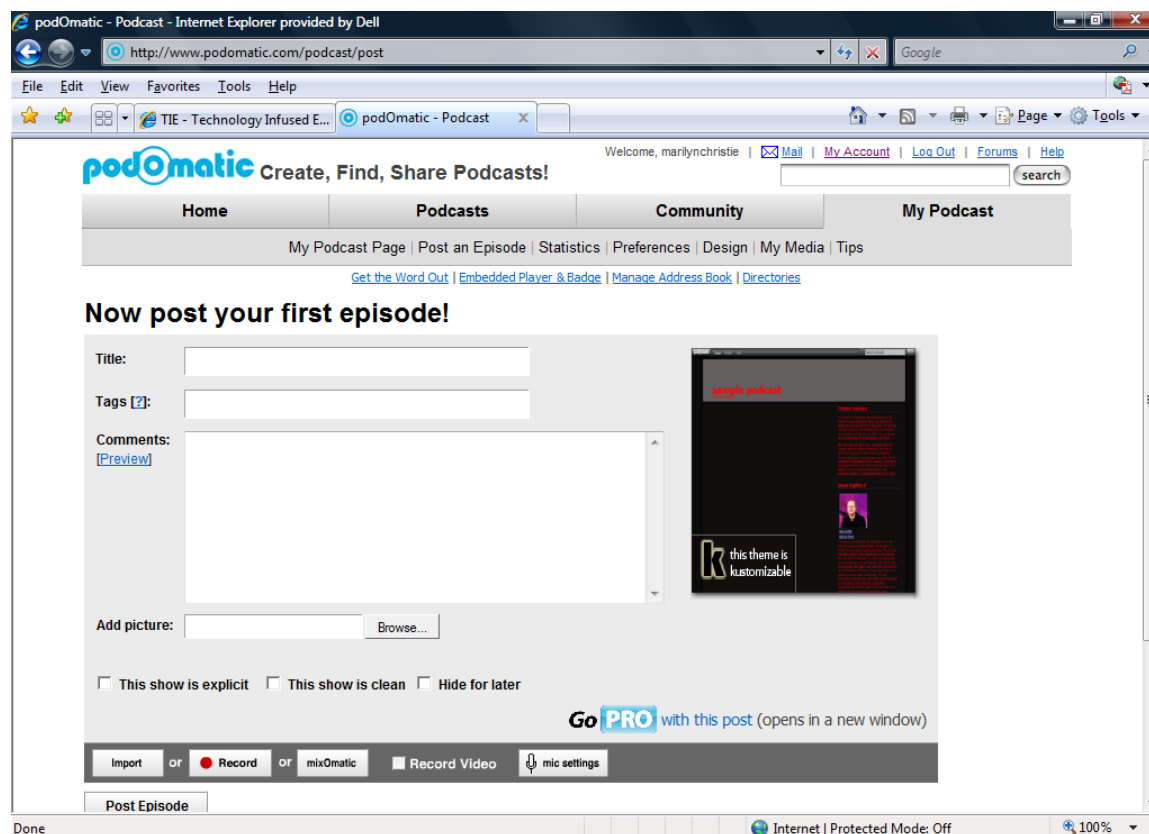 podOmatic - Podcast - Internet Explorer provided by Dell
http://www.podomatic.com/podcast/post
Google
File Edit View Favorites Tools Help
TIE - Technology Infused E... podOmatic - Podcast X
Page Tools
Welcome, marilynchristie | Mail | My Account | Log Out | Forums | Help
podOmatic Create, Find, Share Podcasts!
search
Home Podcasts Community My Podcast
My Podcast Page | Post an Episode | Statistics | Preferences | Design | My Media | Tips
Get the Word Out | Embedded Player & Badge | Manage Address Book | Directories
Now post your first episode!
Title:
Tags [?]:
Comments:
[Preview]
sample podcast
k this theme is
kustomizable
Add picture: Browse...
This show is explicit This show is clean Hide for later
Go PRO with this post (opens in a new window)
Import or Record or mixOmatic Record Video mic settings
Post Episode
Done Internet | Protected Mode: Off 100%